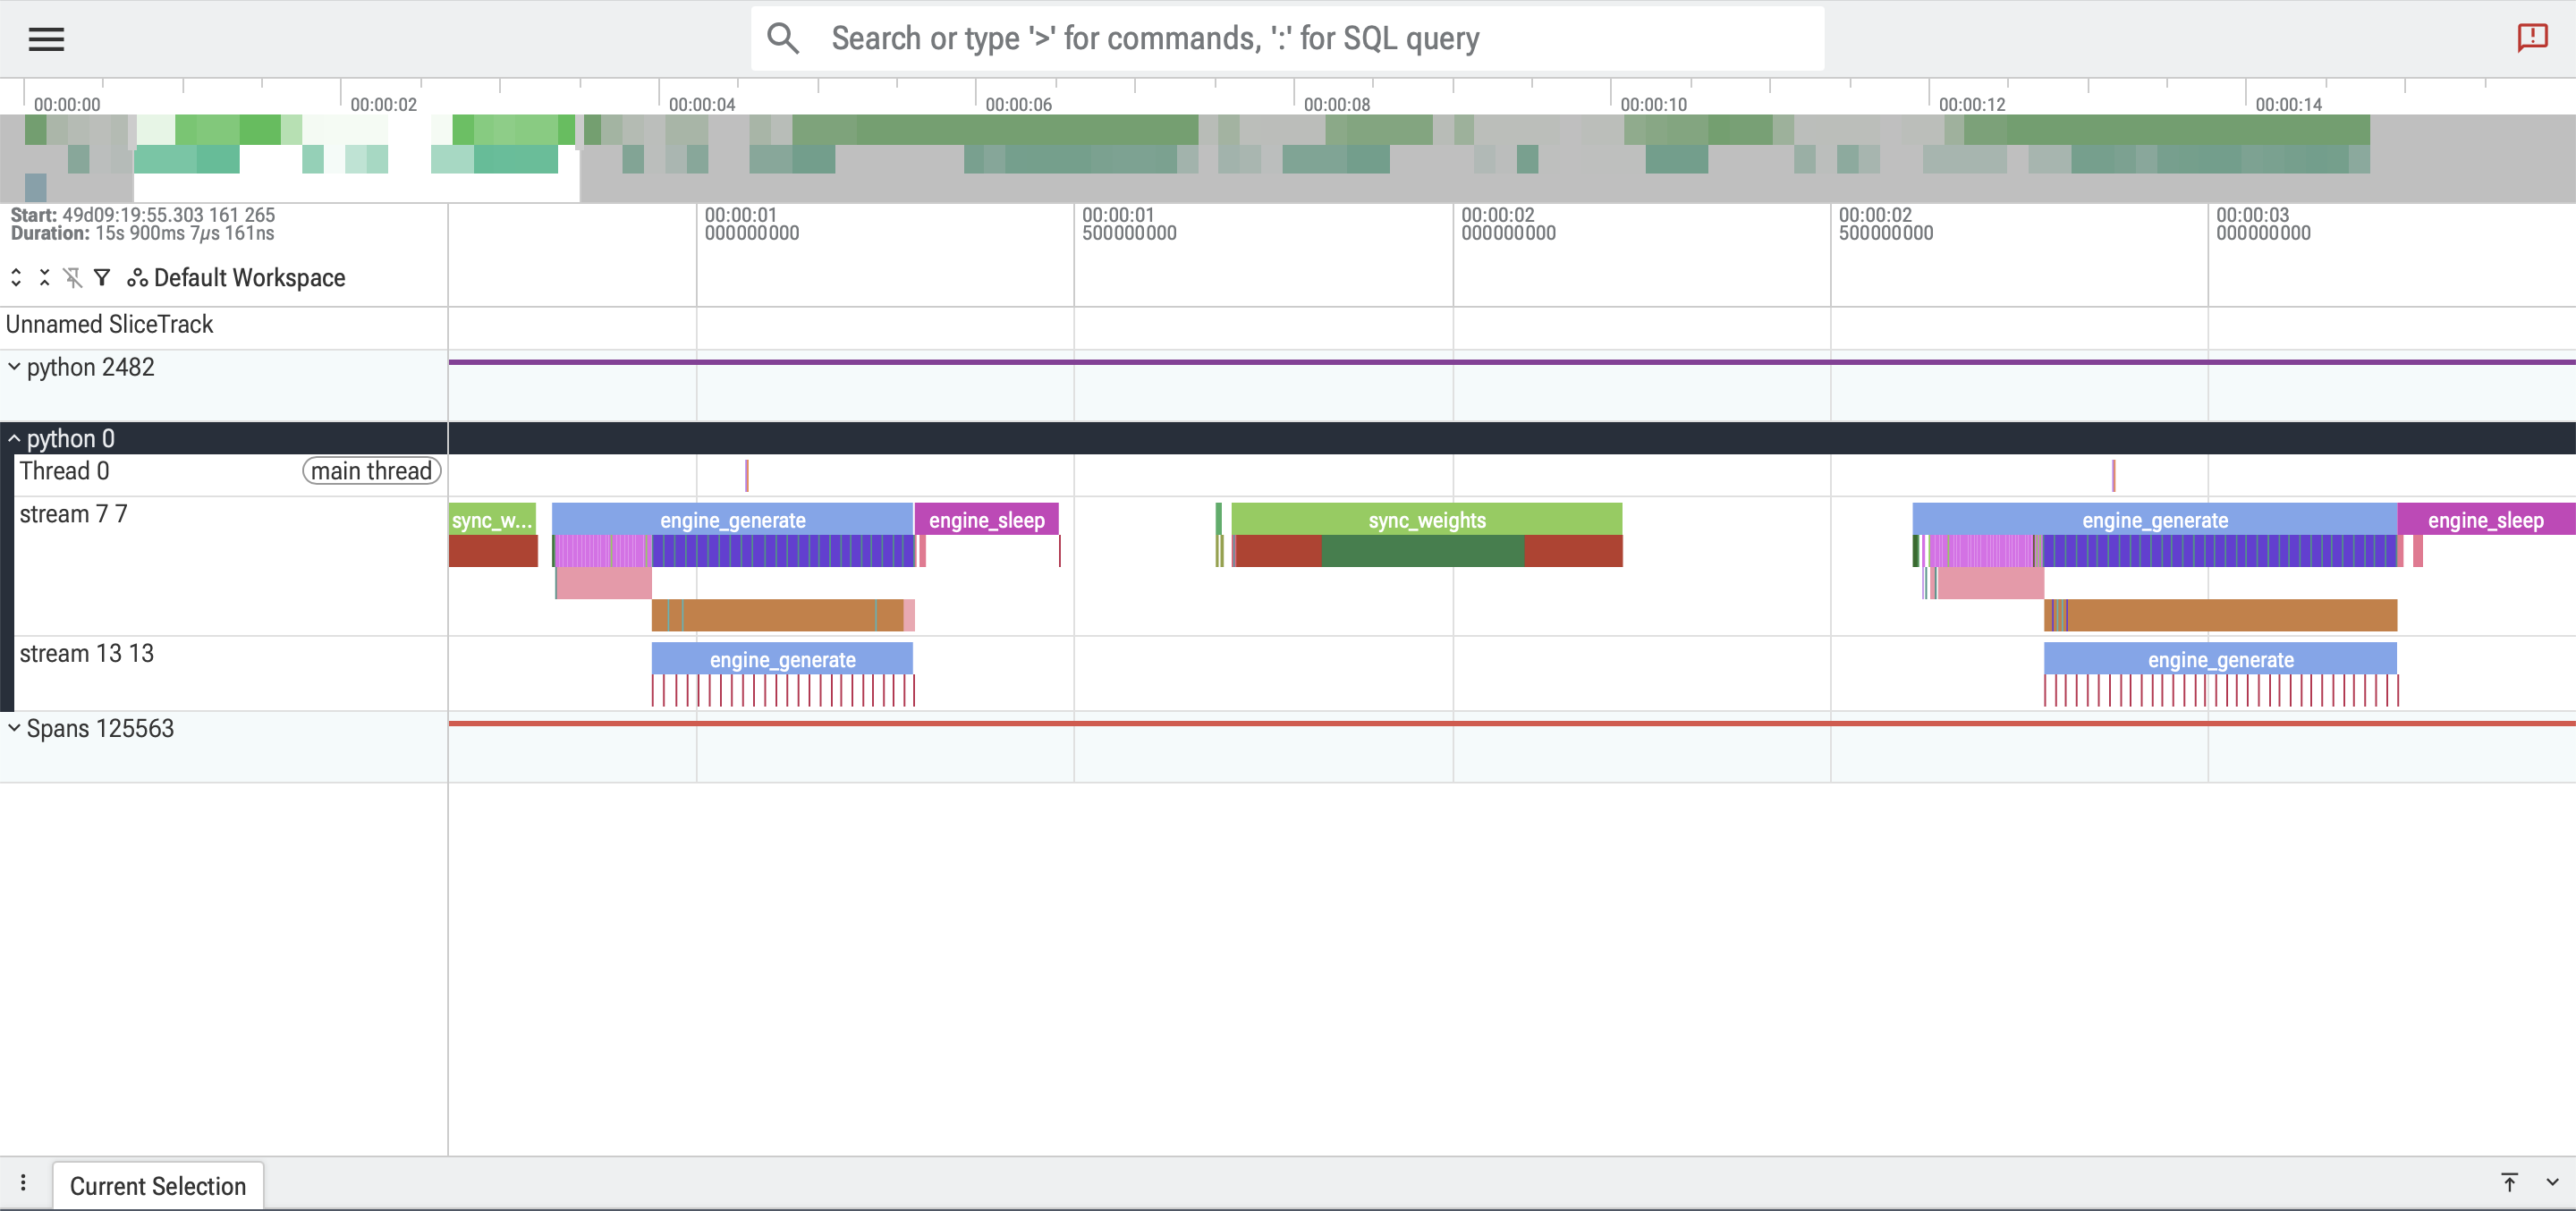 Search or type '>' for commands, ':' for SQL query
00:00:00 00:00:02 00:00:04 00:00:06 00:00:08 00:00:10 00:00:12 00:00:14
Start: 49d09:19:55.303 161 265
Duration: 15s 900ms 7µs 161ns
00:00:01 00:00:01 00:00:02 00:00:02 00:00:03
000000000 500000000 000000000 500000000 000000000
Default Workspace
Unnamed SliceTrack
python 2482
python 0
Thread 0 main thread
stream 7 7
sync_w... engine_generate engine_sleep sync_weights engine_generate engine_sleep
stream 13 13
engine_generate engine_generate
Spans 125563
Current Selection